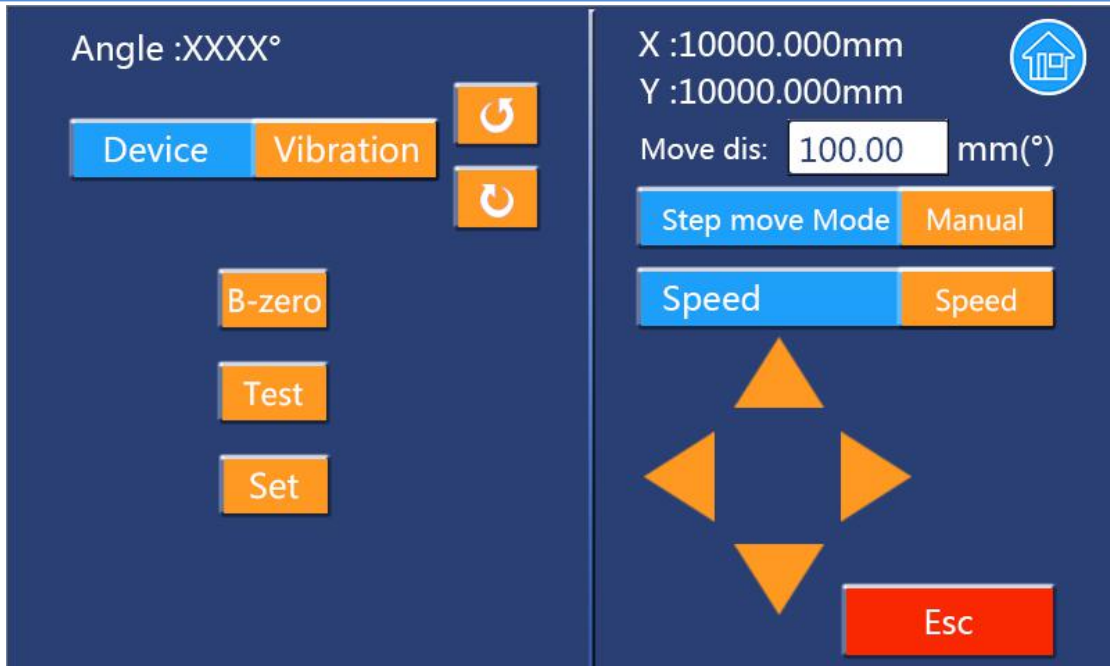 Angle :XXXX°
Device Vibration
B-zero
Test
Set
X :10000.000mm
Y :10000.000mm
Move dis: 100.00 mm(°)
Step move Mode Manual
Speed Speed
Esc